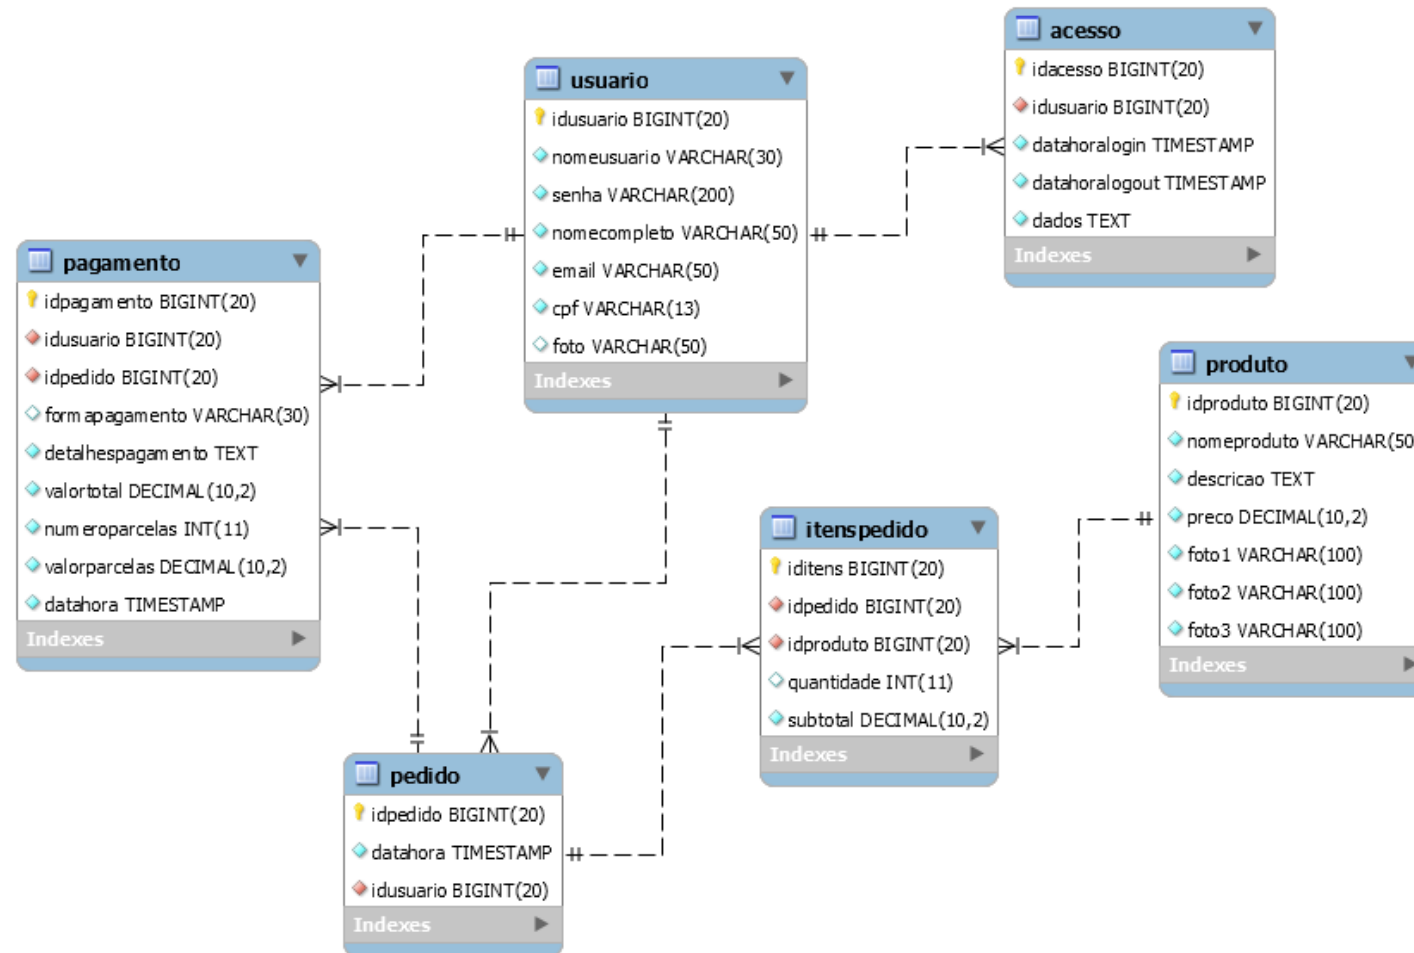 acesso
idacesso BIGINT(20)
idusuario BIGINT(20)
datahoralogin TIMESTAMP
datahoralogout TIMESTAMP
dados TEXT
Indexes
usuario
idusuario BIGINT(20)
nomeusuario VARCHAR(30)
senha VARCHAR(200)
nomecompleto VARCHAR(50)
email VARCHAR(50)
cpf VARCHAR(13)
foto VARCHAR(50)
Indexes
pagamento
idpagamento BIGINT(20)
idusuario BIGINT(20)
idpedido BIGINT(20)
formapagamento VARCHAR(30)
detalhespagamento TEXT
valortotal DECIMAL(10,2)
numeroparcelas INT(11)
valorparcelas DECIMAL(10,2)
datahora TIMESTAMP
Indexes
produto
idproduto BIGINT(20)
nomeproduto VARCHAR(50
descricao TEXT
preco DECIMAL(10,2)
foto1 VARCHAR(100)
foto2 VARCHAR(100)
foto3 VARCHAR(100)
Indexes
itenspedido
iditens BIGINT(20)
idpedido BIGINT(20)
idproduto BIGINT(20)
quantidade INT(11)
subtotal DECIMAL(10,2)
Indexes
pedido
idpedido BIGINT(20)
datahora TIMESTAMP
idusuario BIGINT(20)
Indexes